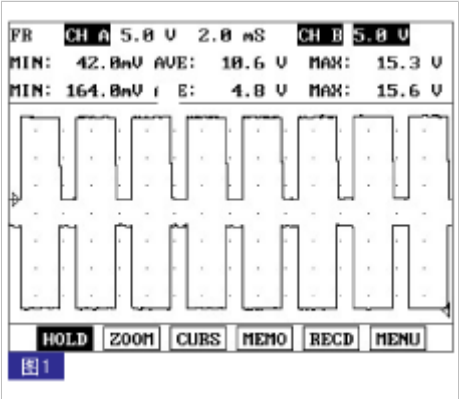 FR CH A 5.0 V 2.0 mS CH B 5.0 V
MIN: 42.0mV AVE: 10.6 V MAX: 15.3 V
MIN: 164.0mV E: 4.8 V MAX: 15.6 V
HOLD ZOOM CURS MEMO RECD MENU
图1